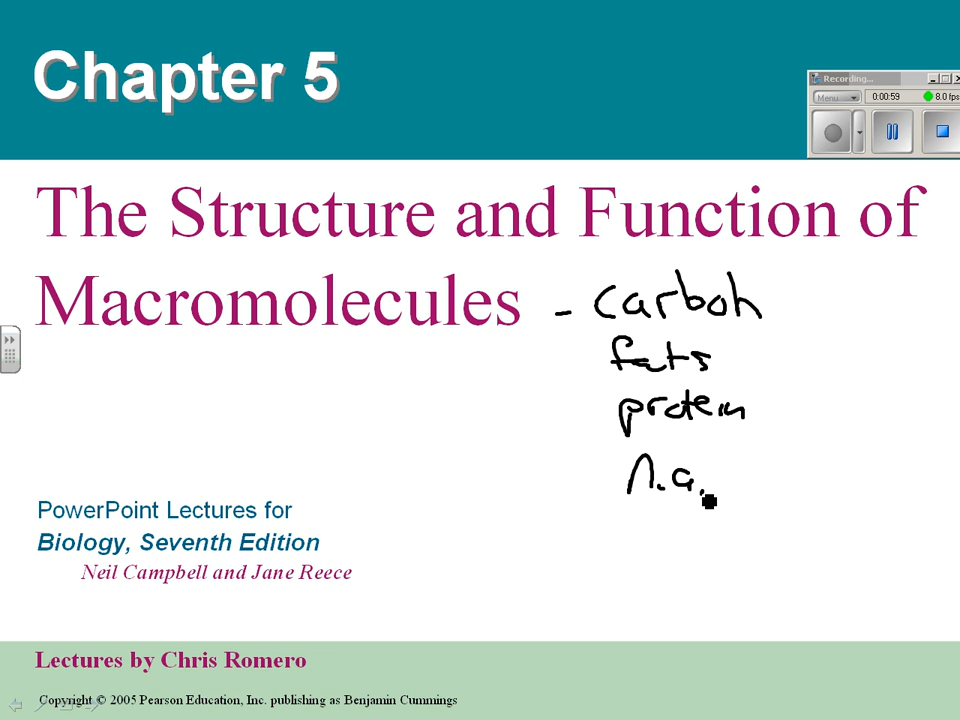 Chapter 5
Recording...
Menu
0:00:59
8.0 fps
The Structure and Function of
Macromolecules - carboh
fats
protein
n.a.
PowerPoint Lectures for
Biology, Seventh Edition
Neil Campbell and Jane Reece
Lectures by Chris Romero
Copyright © 2005 Pearson Education, Inc. publishing as Benjamin Cummings